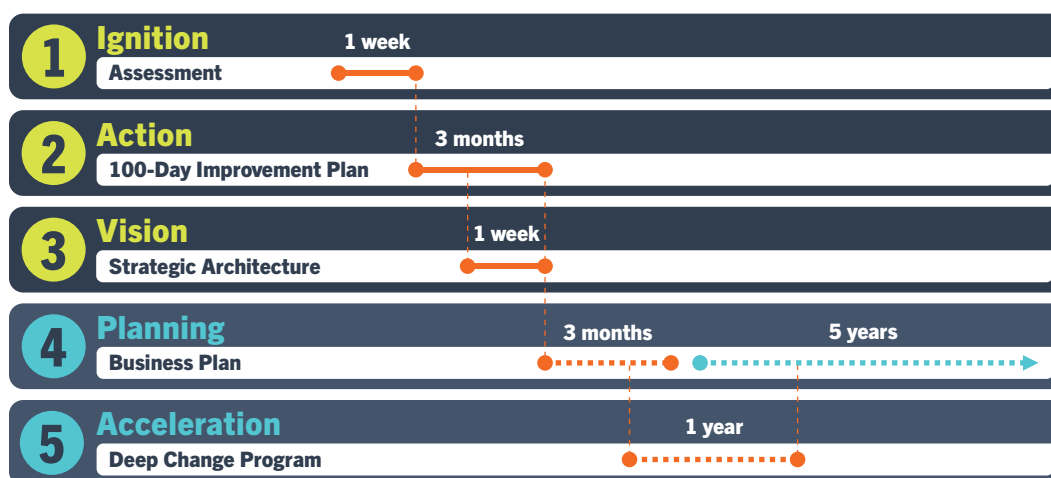 1
Ignition
1 week
Assessment
2
Action
3 months
100-Day Improvement Plan
3
Vision
1 week
Strategic Architecture
4
Planning
3 months
5 years
Business Plan
5
Acceleration
1 year
Deep Change Program